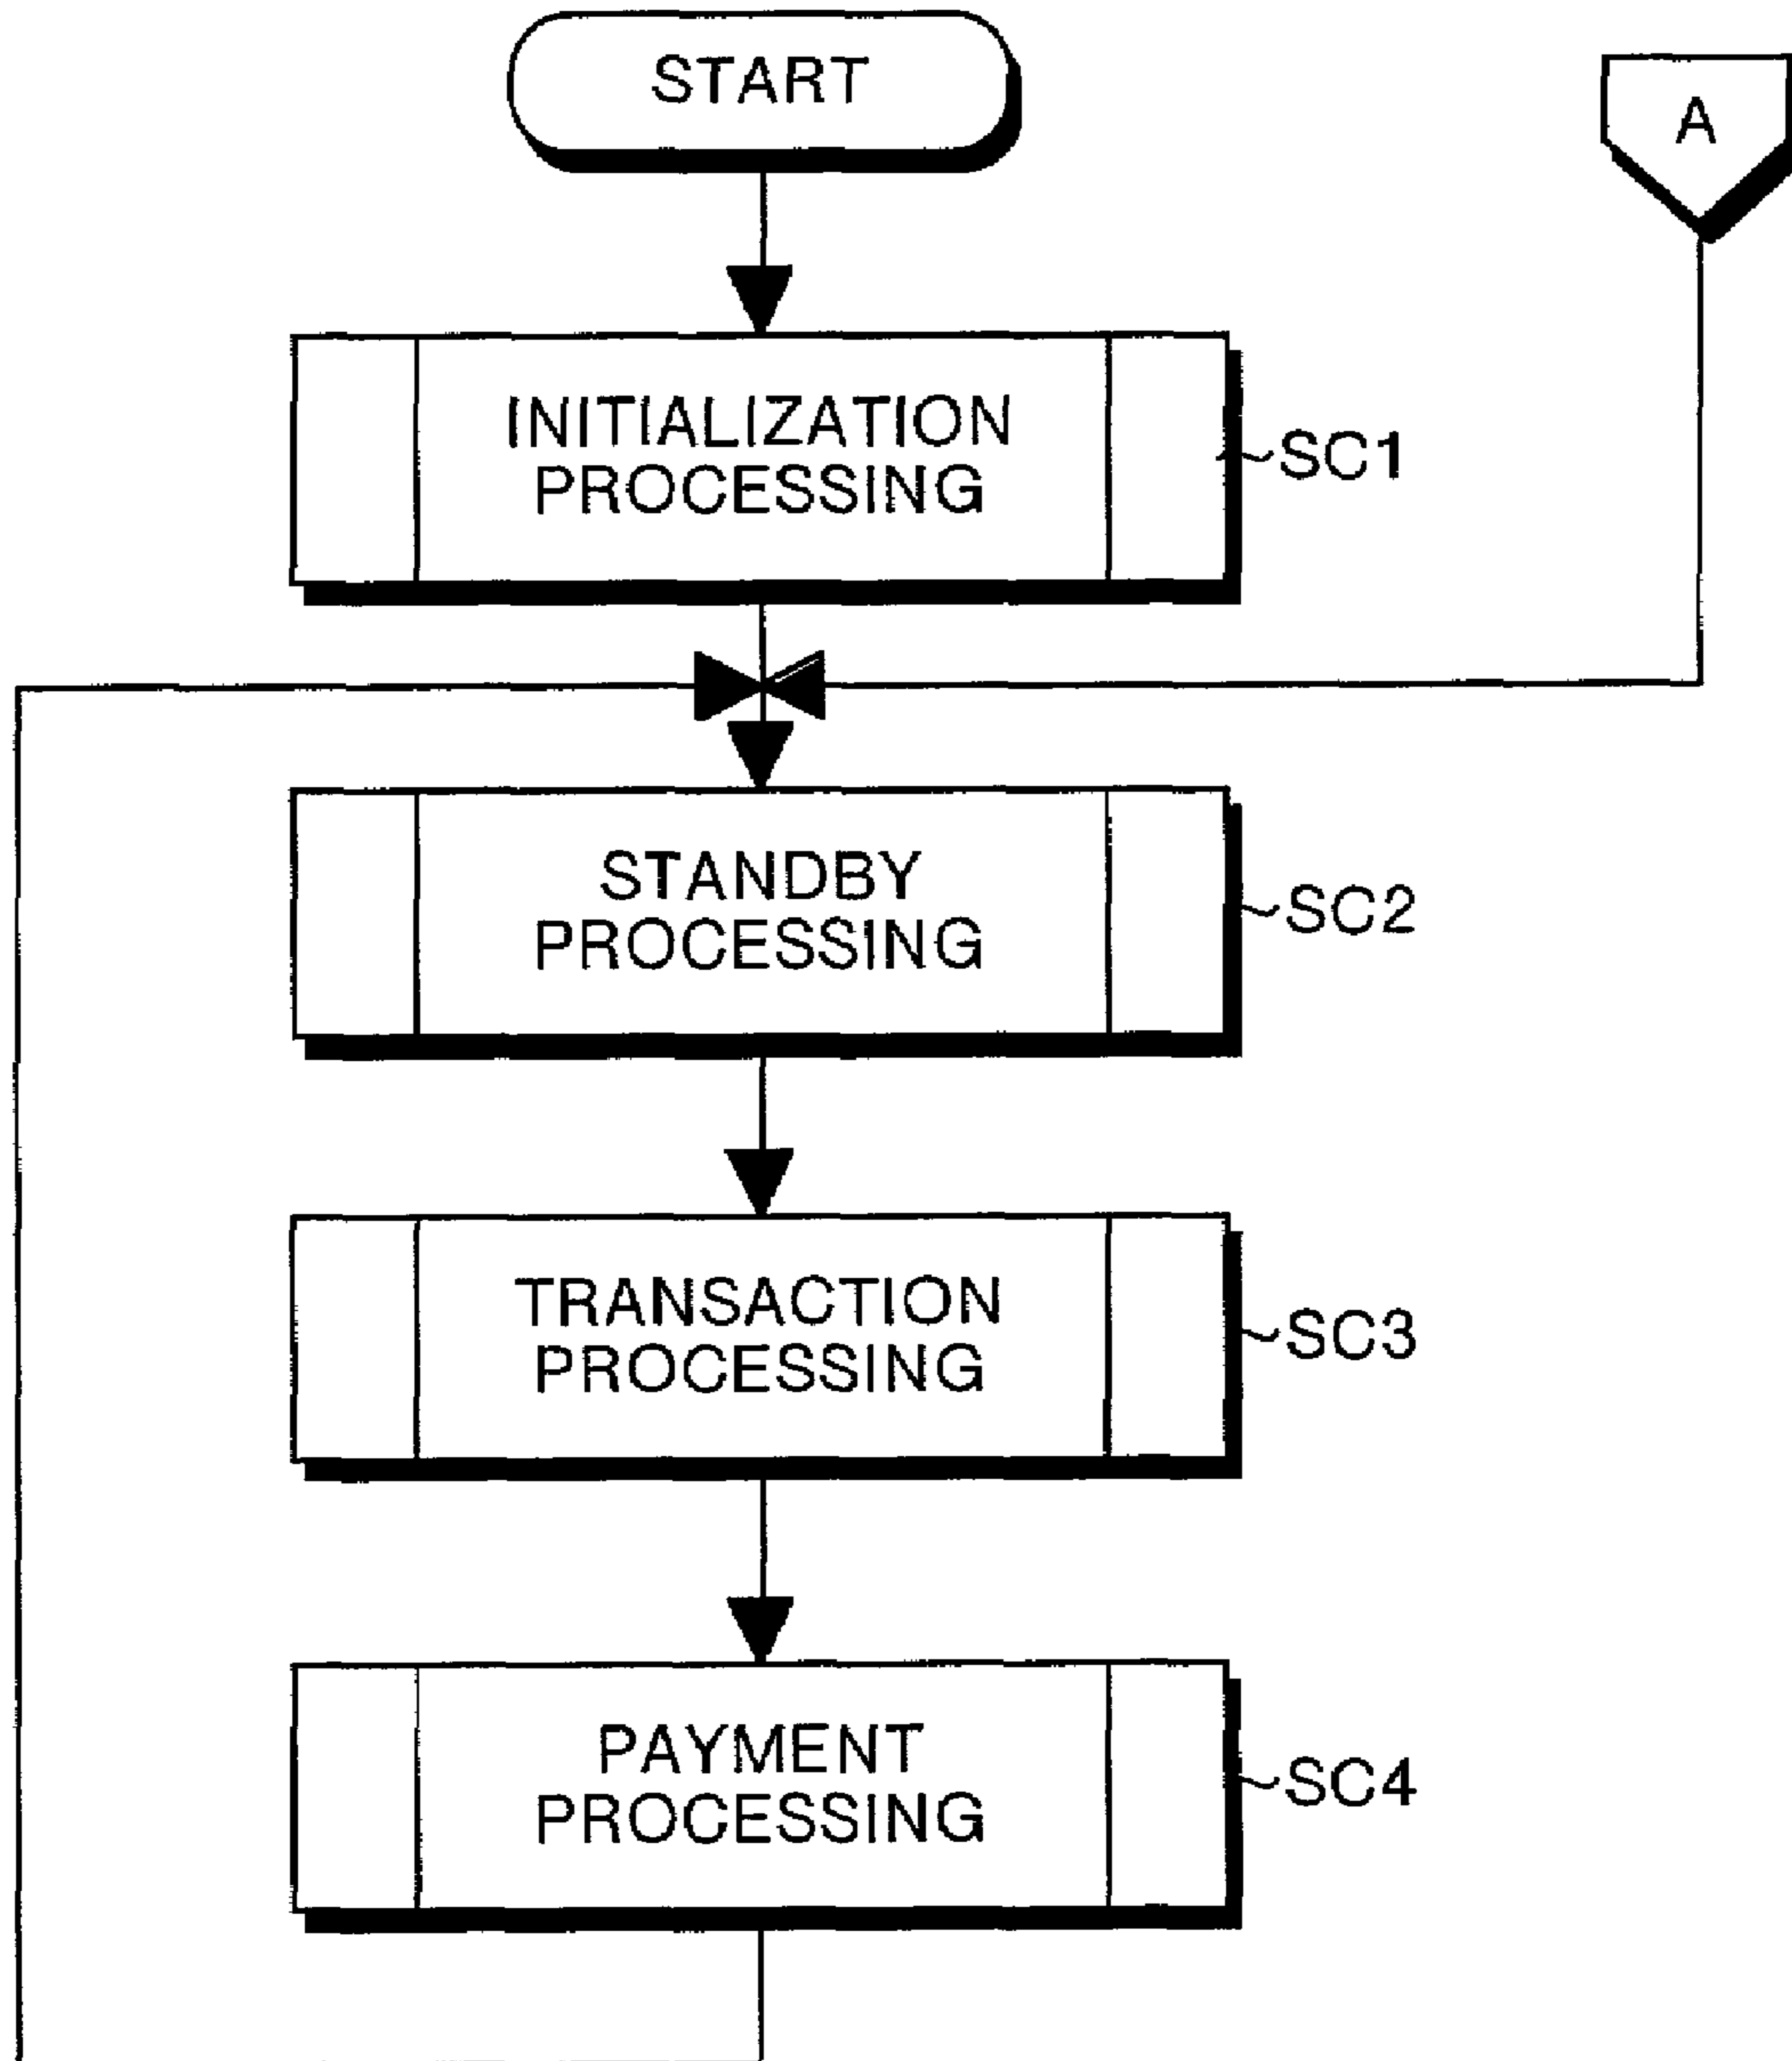 START
A
INITIALIZATION
PROCESSING
SC1
STANDBY
PROCESSING
SC2
TRANSACTION
PROCESSING
SC3
PAYMENT
PROCESSING
SC4